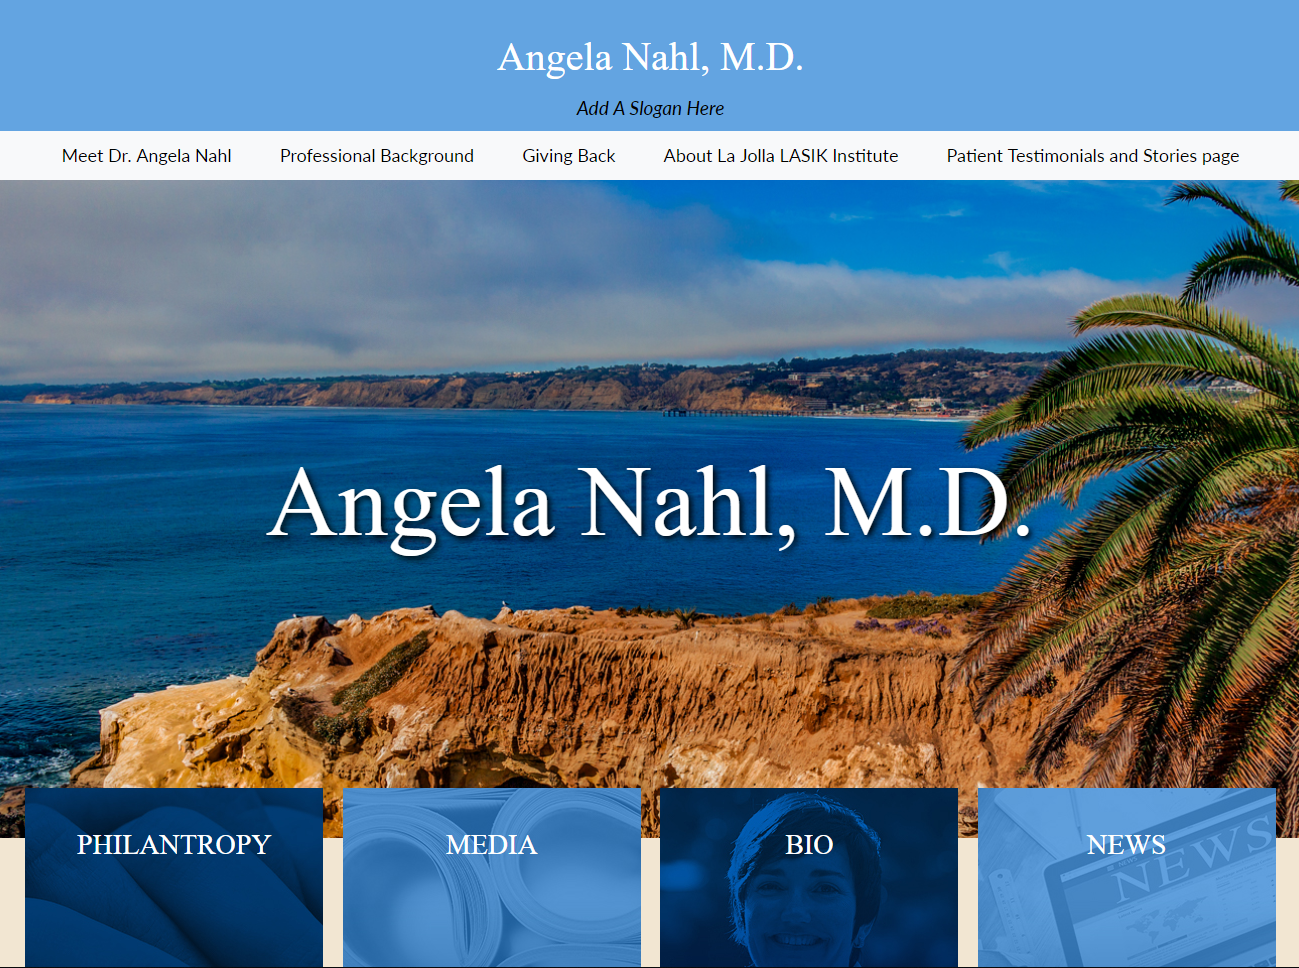 Angela Nahl, M.D.
Add A Slogan Here
Meet Dr. Angela Nahl
Professional Background
Giving Back
About La Jolla LASIK Institute
Patient Testimonials and Stories page
Angela Nahl, M.D.
PHILANTROPY
MEDIA
BIO
NEWS
NEWS